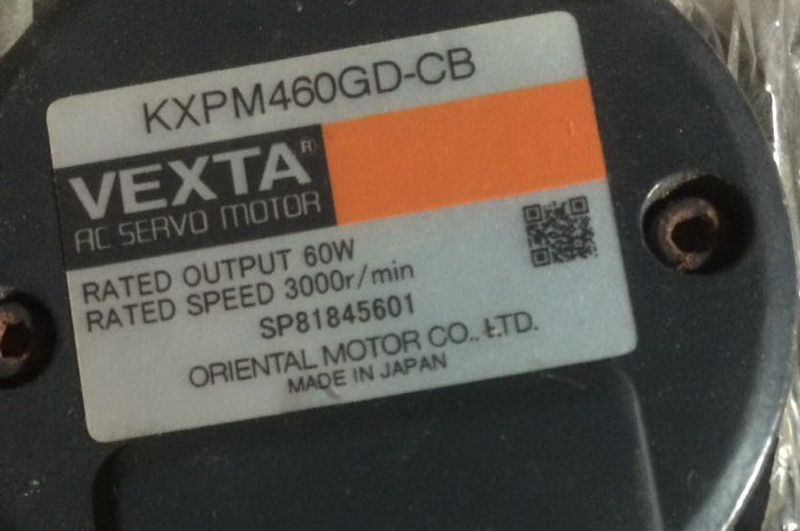 KXPM460GD-CB
VEXTA®
AC SERVO MOTOR
RATED OUTPUT 60W
RATED SPEED 3000r/min
SP81845601
ORIENTAL MOTOR CO., LTD.
MADE IN JAPAN